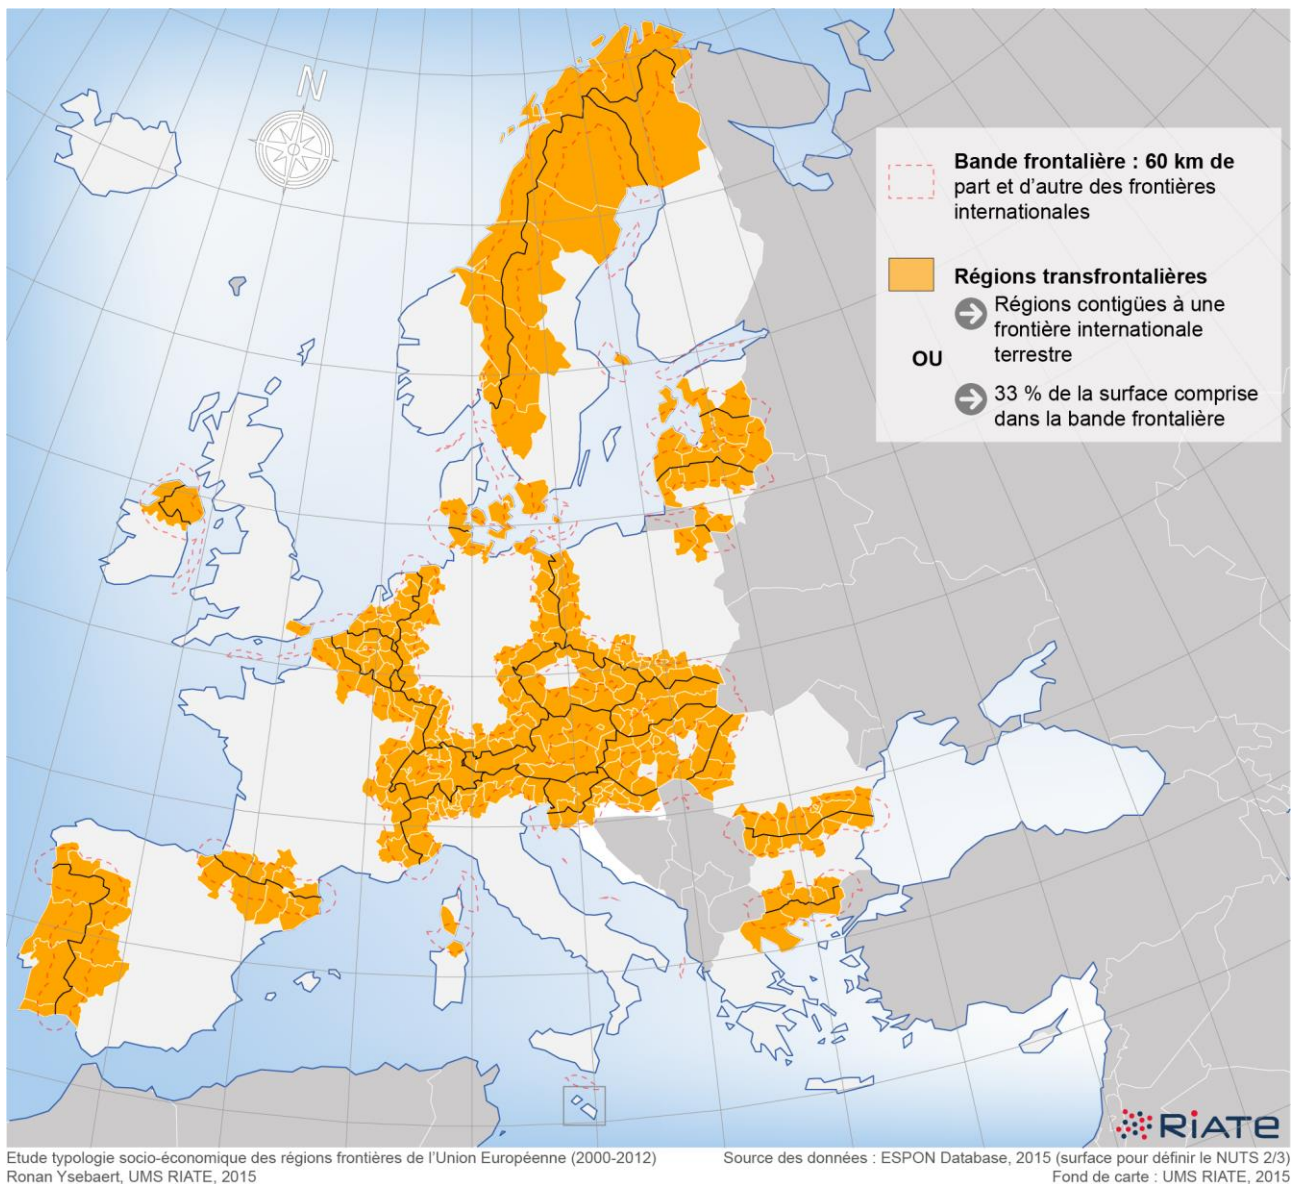 N
Bande frontalière : 60 km de
part et d'autre des frontières
internationales
Régions transfrontalières
Régions contigües à une
frontière internationale
terrestre
OU
33 % de la surface comprise
dans la bande frontalière
RIATE
Etude typologie socio-économique des régions frontières de l'Union Européenne (2000-2012)
Ronan Ysebaert, UMS RIATE, 2015
Source des données : ESPON Database, 2015 (surface pour définir le NUTS 2/3)
Fond de carte : UMS RIATE, 2015